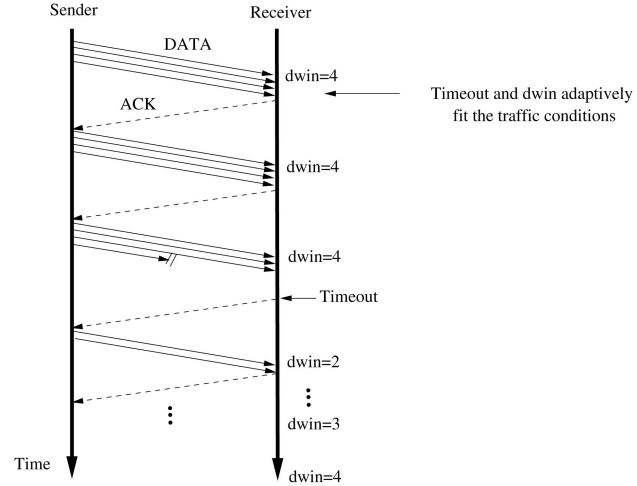 Sender
Receiver
DATA
dwin=4
Timeout and dwin adaptively
fit the traffic conditions
ACK
dwin=4
dwin=4
Timeout
dwin=2
dwin=3
Time
dwin=4